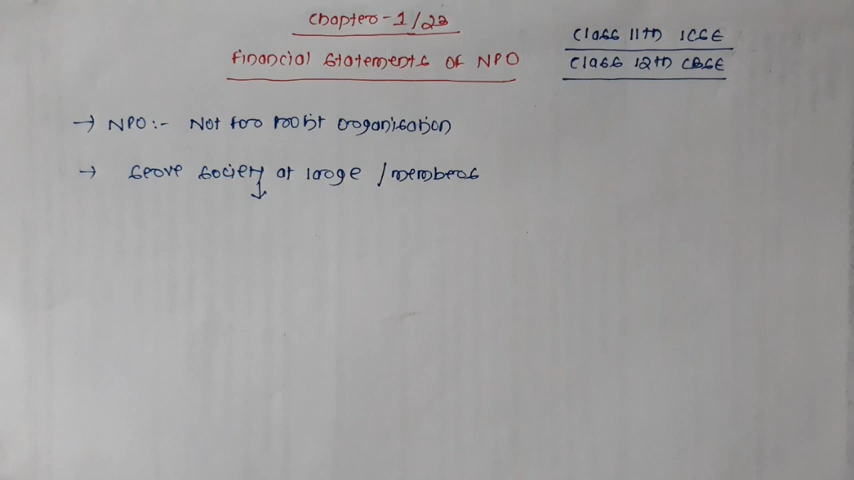 Chapter-1/23
Financial Statements of NPO
Class 11th ICSE
Class 12th CBSE
→ NPO:- Not for Profit Organisation
→ Serve Society at large /members